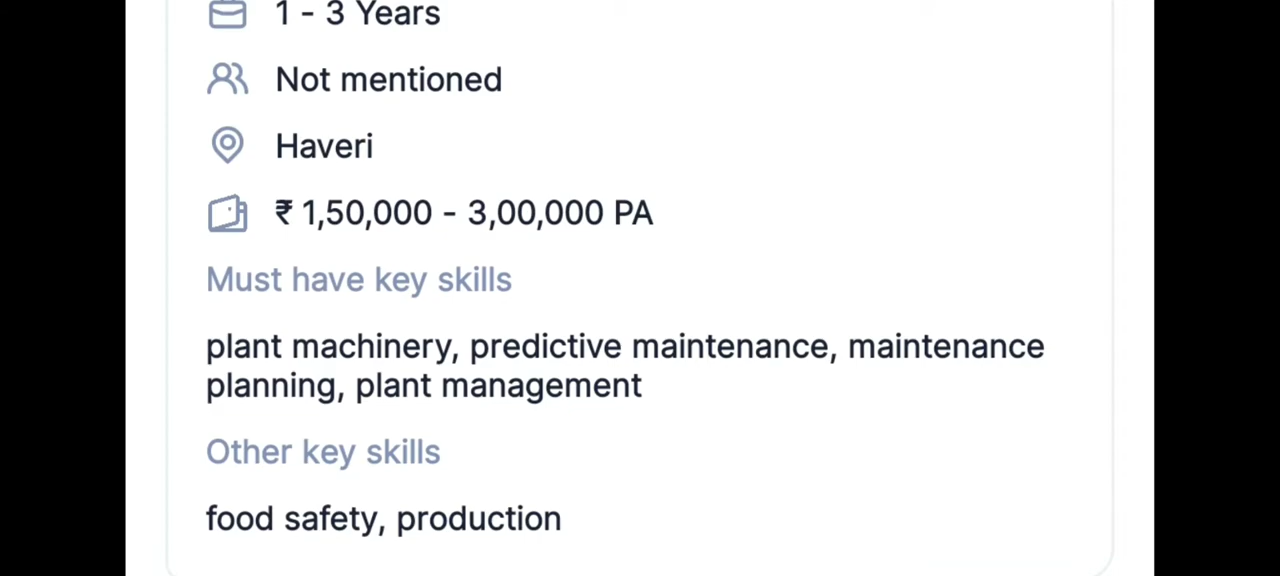 1 - 3 Years
Not mentioned
Haveri
₹ 1,50,000 - 3,00,000 PA
Must have key skills
plant machinery, predictive maintenance, maintenance
planning, plant management
Other key skills
food safety, production